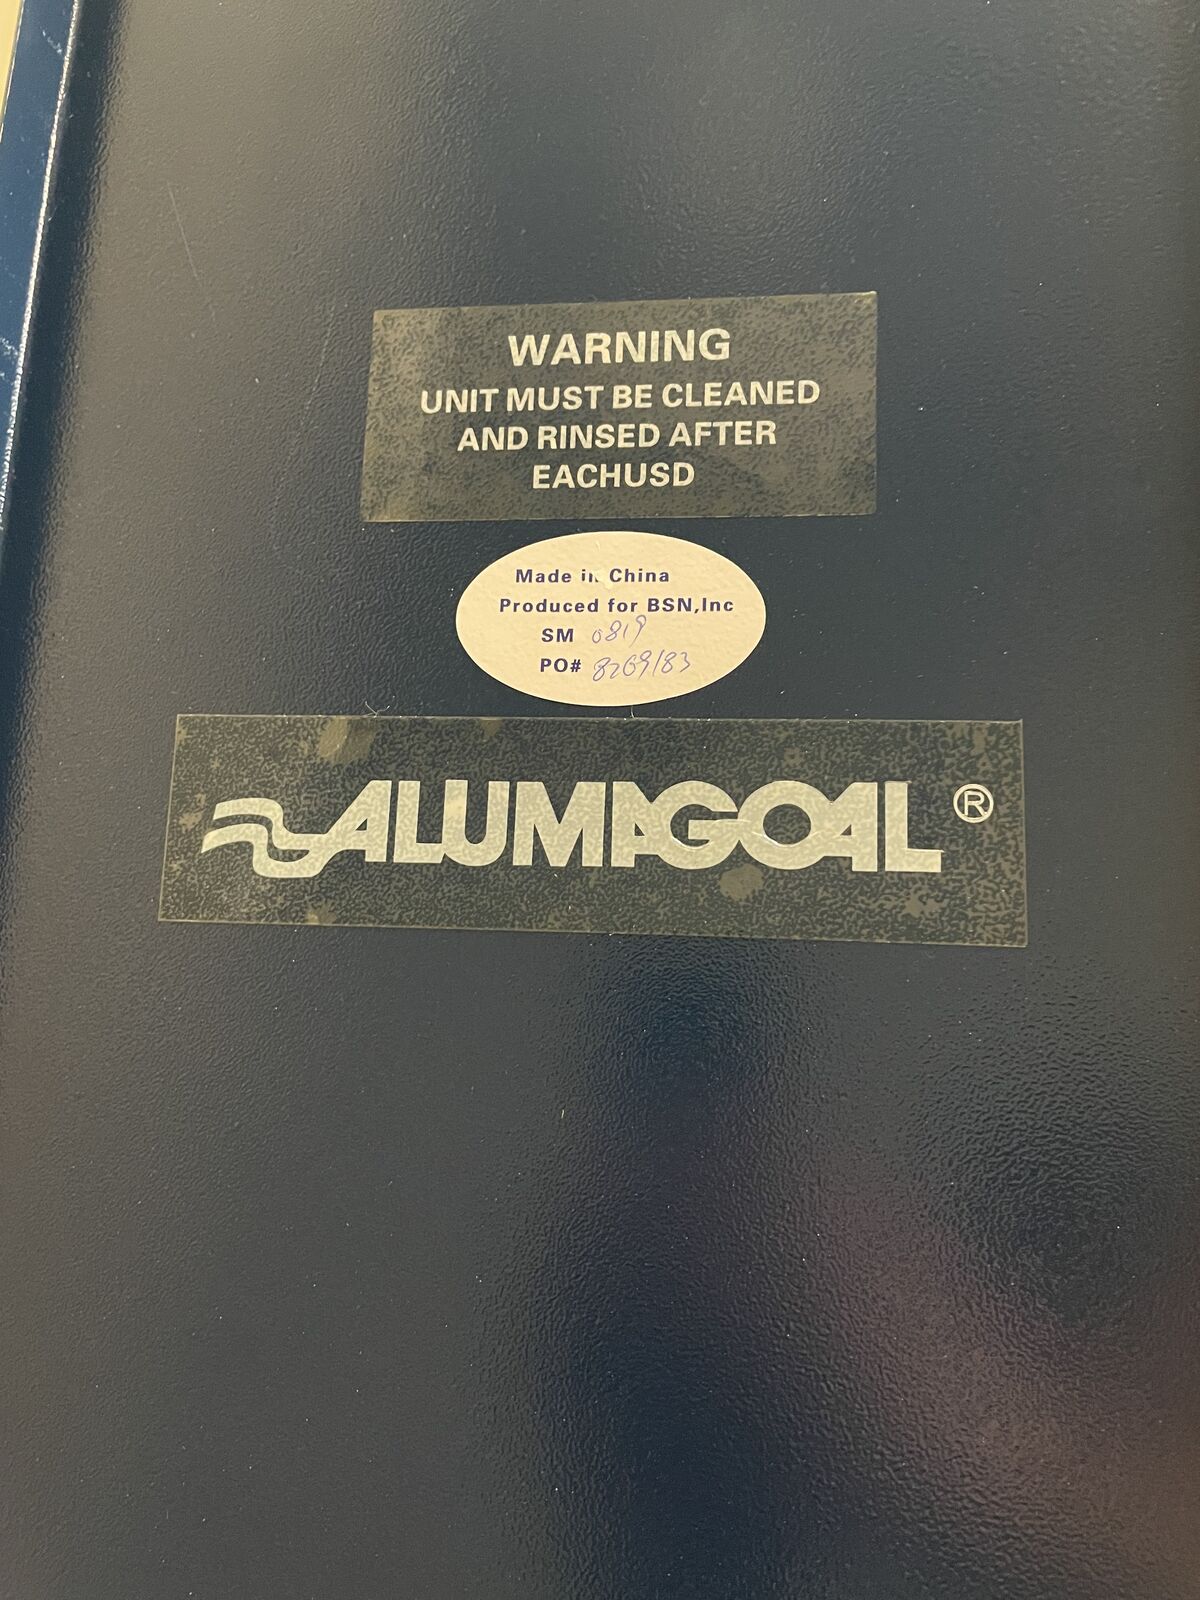 WARNING
UNIT MUST BE CLEANED
AND RINSED AFTER
EACHUSD
Made in China
Produced for BSN,Inc
SM 0819
PO# 8269183
ALUMAGOAL®